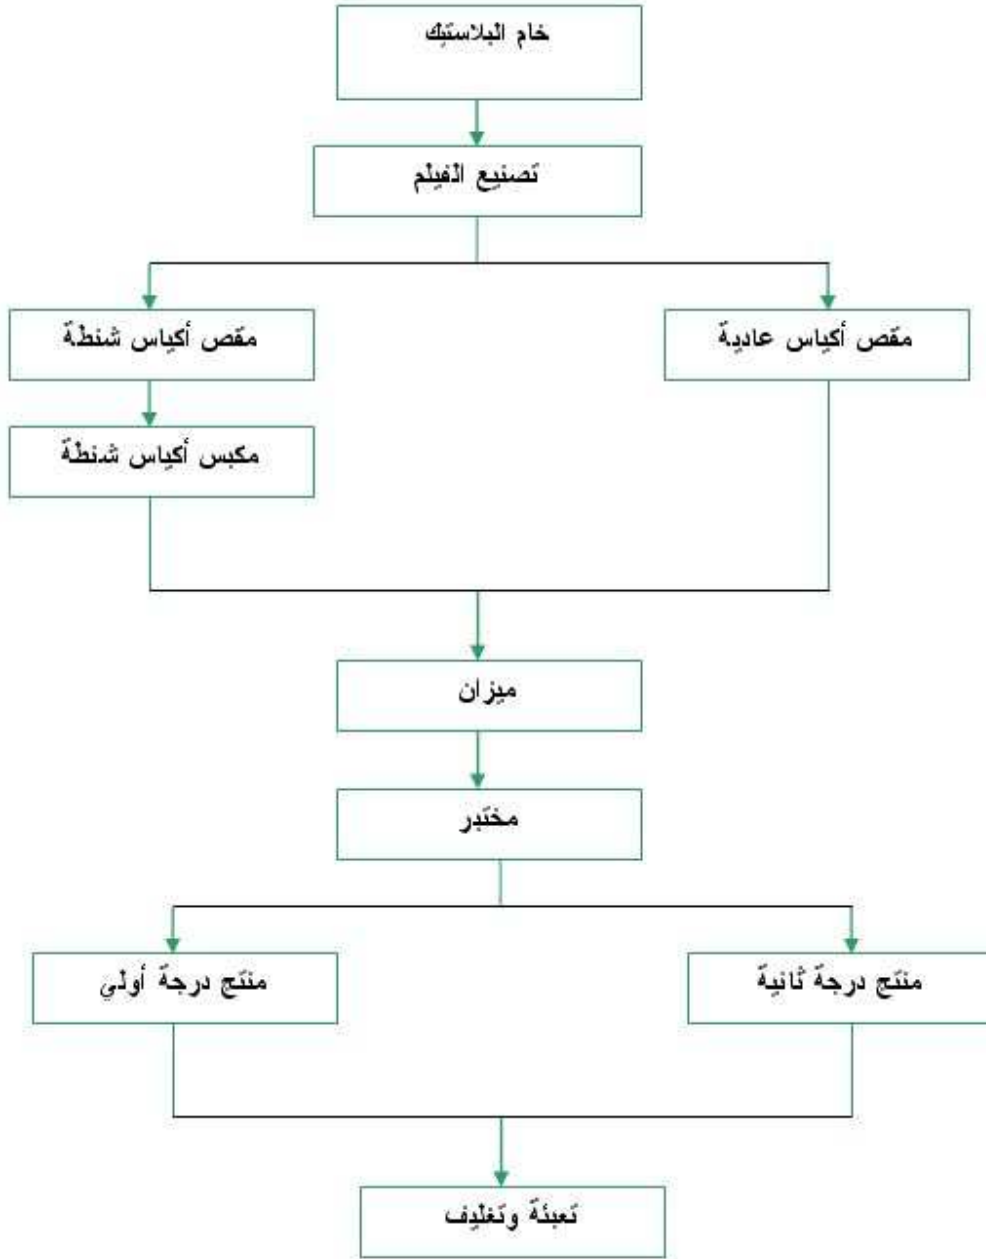 خام البلاستيك
تصنيع الفيلم
مقص أكياس عادية
مقص أكياس شنطة
مكبس أكياس شنطة
ميزان
مختبر
منتج درجة ثانية
منتج درجة أولي
تعبئة وتغليف